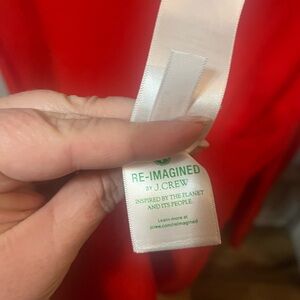 RE-IMAGINED
BY J.CREW
INSPIRED BY THE PLANET
AND ITS PEOPLE.
Learn more at
jcrew.com/reimagined